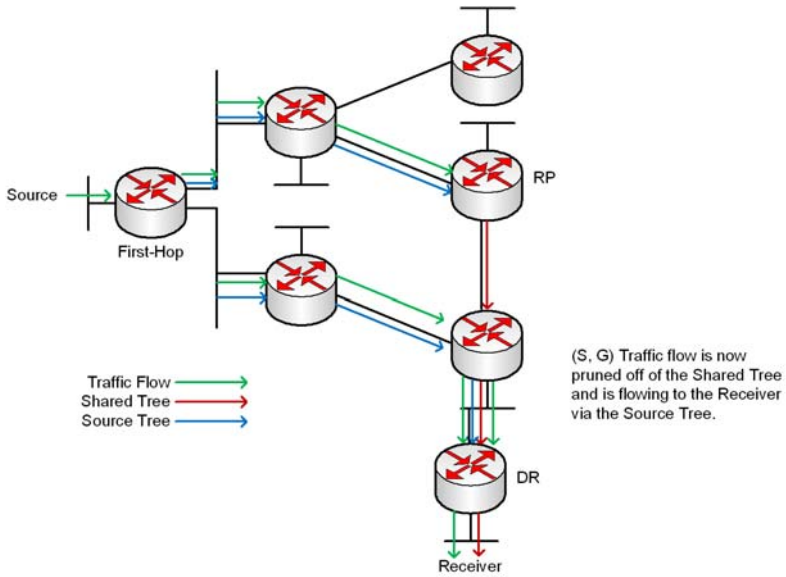 RP
Source
First-Hop
(S, G) Traffic flow is now
pruned off of the Shared Tree
and is flowing to the Receiver
via the Source Tree.
Traffic Flow
Shared Tree
Source Tree
DR
Receiver